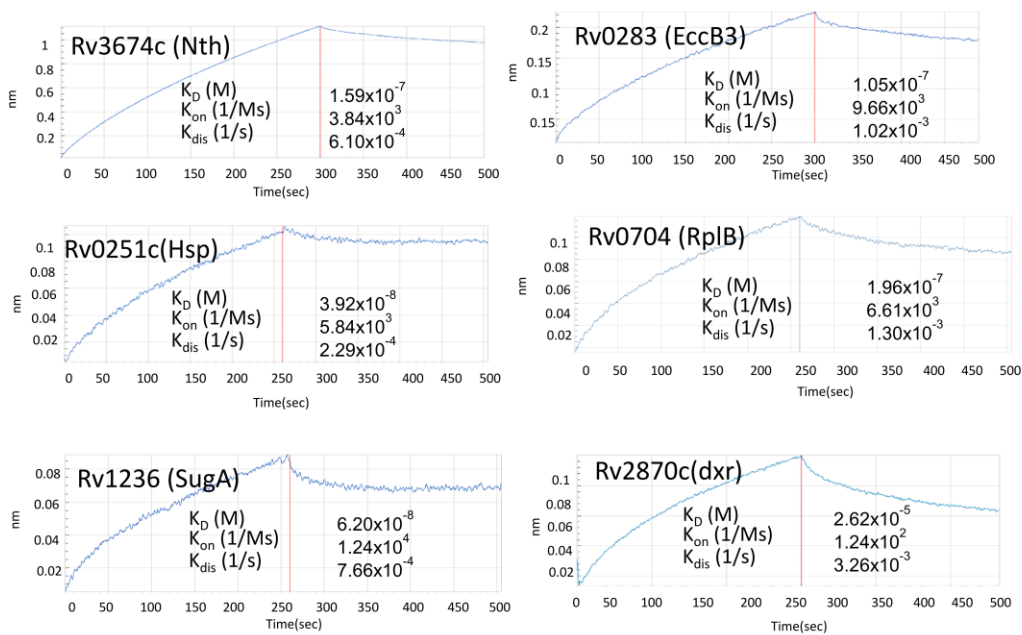 Rv3674c (Nth)
1
0.8
0.6
0.4
0.2
nm
K_D (M) 1.59x10⁻⁷
K_on (1/Ms) 3.84x10³
K_dis (1/s) 6.10x10⁻⁴
0 50 100 150 200 250 300 350 400 450 500
Time(sec)
Rv0283 (EccB3)
0.2
0.15
0.1
0.15
nm
K_D (M) 1.05x10⁻⁷
K_on (1/Ms) 9.66x10³
K_dis (1/s) 1.02x10⁻³
0 50 100 150 200 250 300 350 400 450 500
Time(sec)
Rv0251c(Hsp)
0.1
0.08
0.06
0.04
0.02
nm
K_D (M) 3.92x10⁻⁸
K_on (1/Ms) 5.84x10³
K_dis (1/s) 2.29x10⁻⁴
0 50 100 150 200 250 300 350 400 450 500
Time(sec)
Rv0704 (RplB)
0.1
0.08
0.06
0.04
0.02
nm
K_D (M) 1.96x10⁻⁷
K_on (1/Ms) 6.61x10³
K_dis (1/s) 1.30x10⁻³
0 50 100 150 200 250 300 350 400 450 500
Time(sec)
Rv1236 (SugA)
0.08
0.06
0.04
0.02
nm
K_D (M) 6.20x10⁻⁸
K_on (1/Ms) 1.24x10⁴
K_dis (1/s) 7.66x10⁻⁴
0 50 100 150 200 250 300 350 400 450 500
Time(sec)
Rv2870c(dxr)
0.1
0.08
0.06
0.04
0.02
nm
K_D (M) 2.62x10⁻⁵
K_on (1/Ms) 1.24x10²
K_dis (1/s) 3.26x10⁻³
0 50 100 150 200 250 300 350 400 450 500
Time(sec)